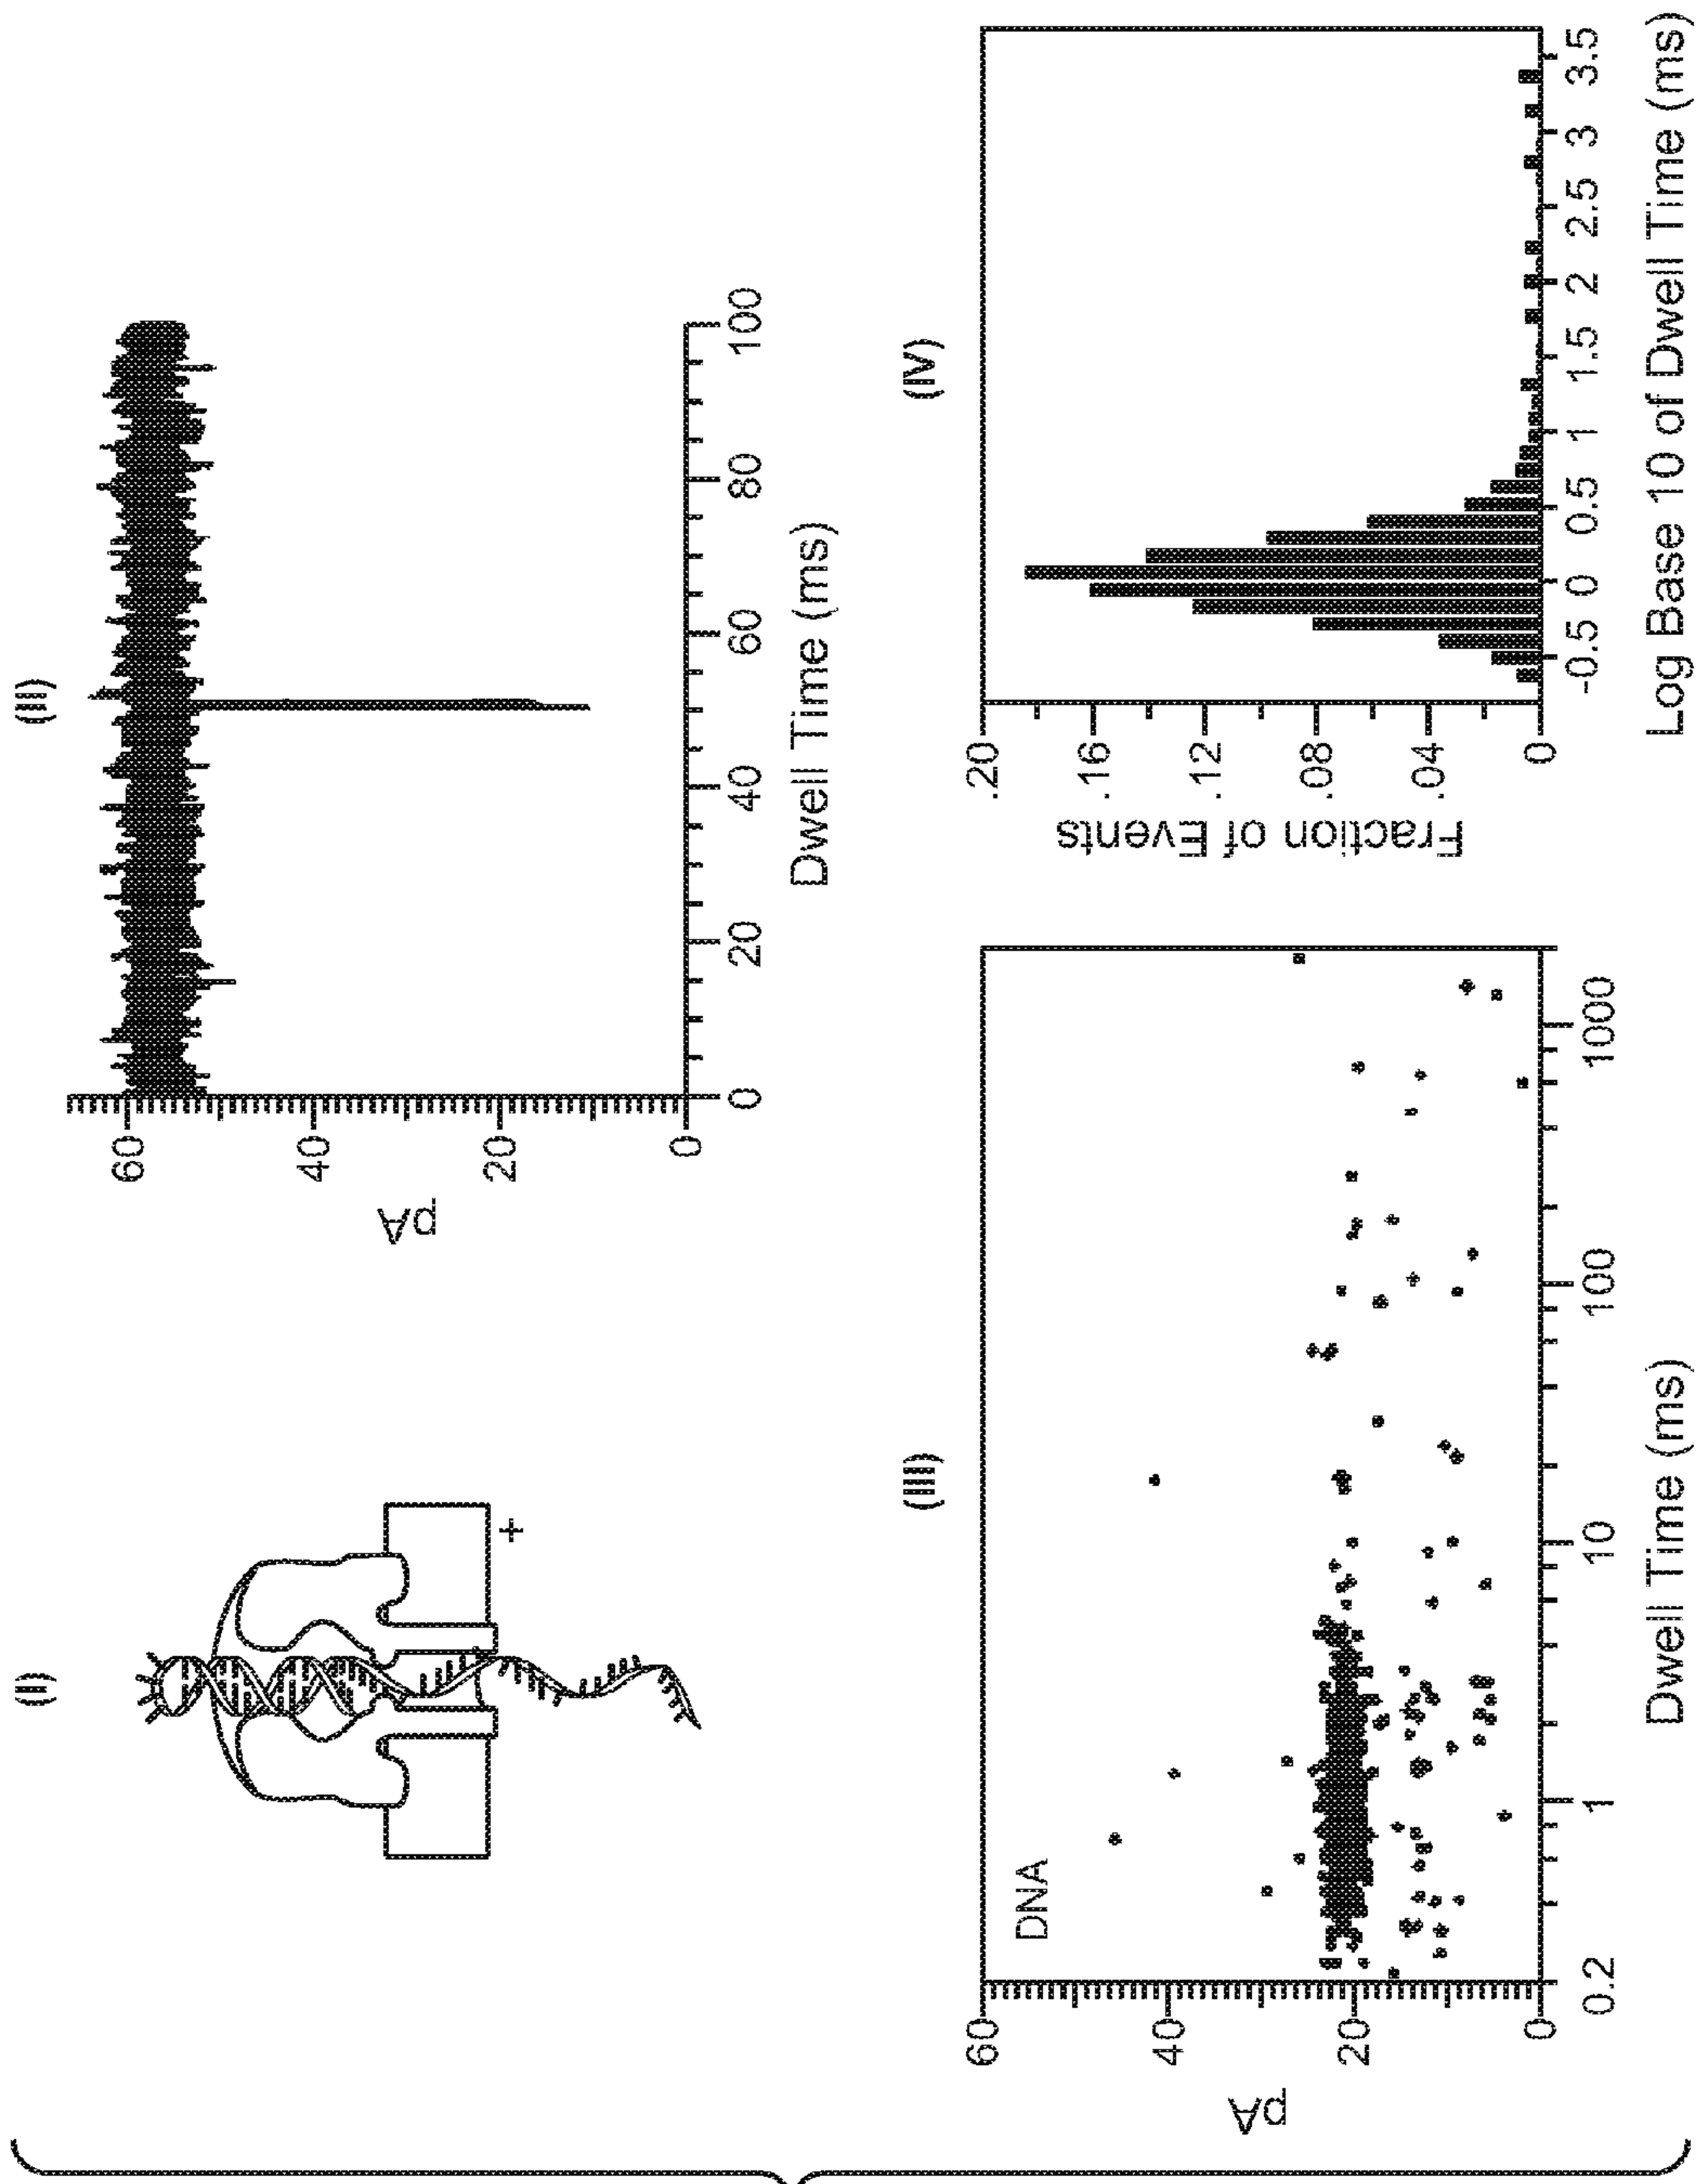 (I)
+
(II)
60
40
20
0
pA
0 20 40 60 80 100
Dwell Time (ms)
(III)
DNA
60
40
20
0
pA
0.2 1 10 100 1000
Dwell Time (ms)
(IV)
.20
.16
.12
.08
.04
0
Fraction of Events
-0.5 0 0.5 1 1.5 2 2.5 3 3.5
Log Base 10 of Dwell Time (ms)